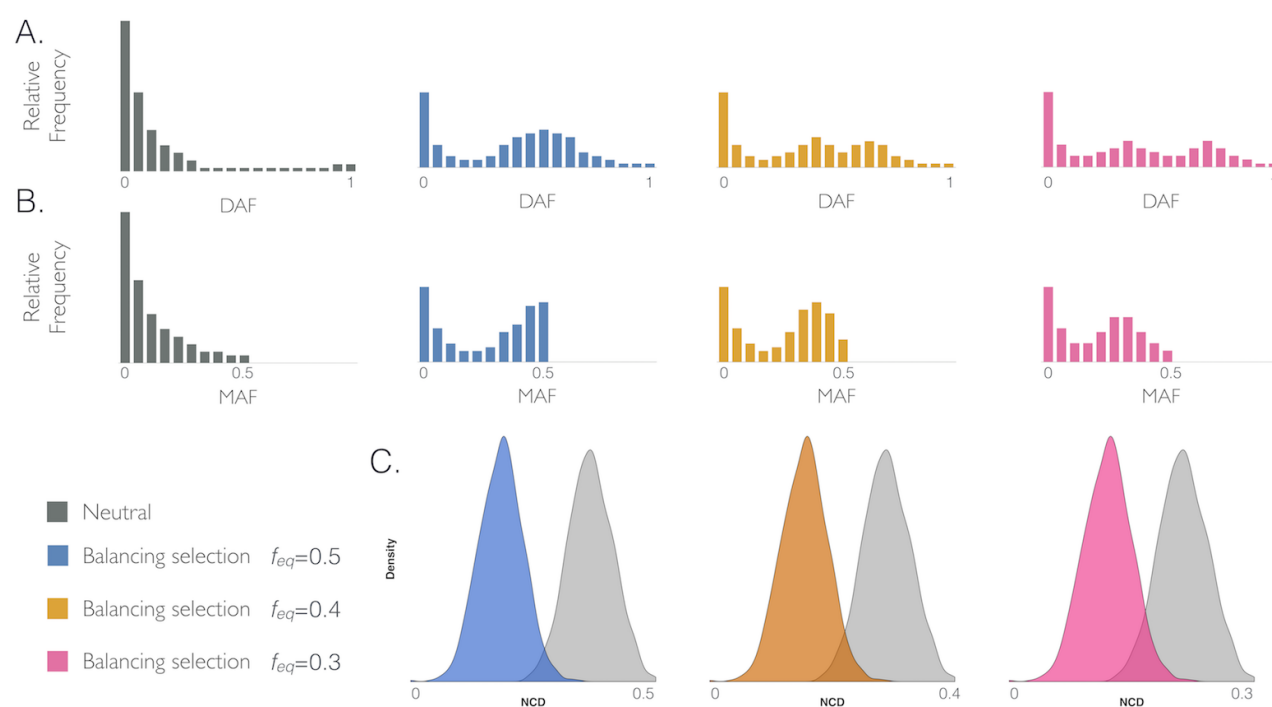 A.
Relative
Frequency
0 1
DAF
0 1
DAF
0 1
DAF
0
DAF
B.
Relative
Frequency
0 0.5
MAF
0 0.5
MAF
0 0.5
MAF
0 0.5
MAF
C.
Density
0 0.5
NCD
0 0.4
NCD
0 0.3
NCD
Neutral
Balancing selection feq=0.5
Balancing selection feq=0.4
Balancing selection feq=0.3